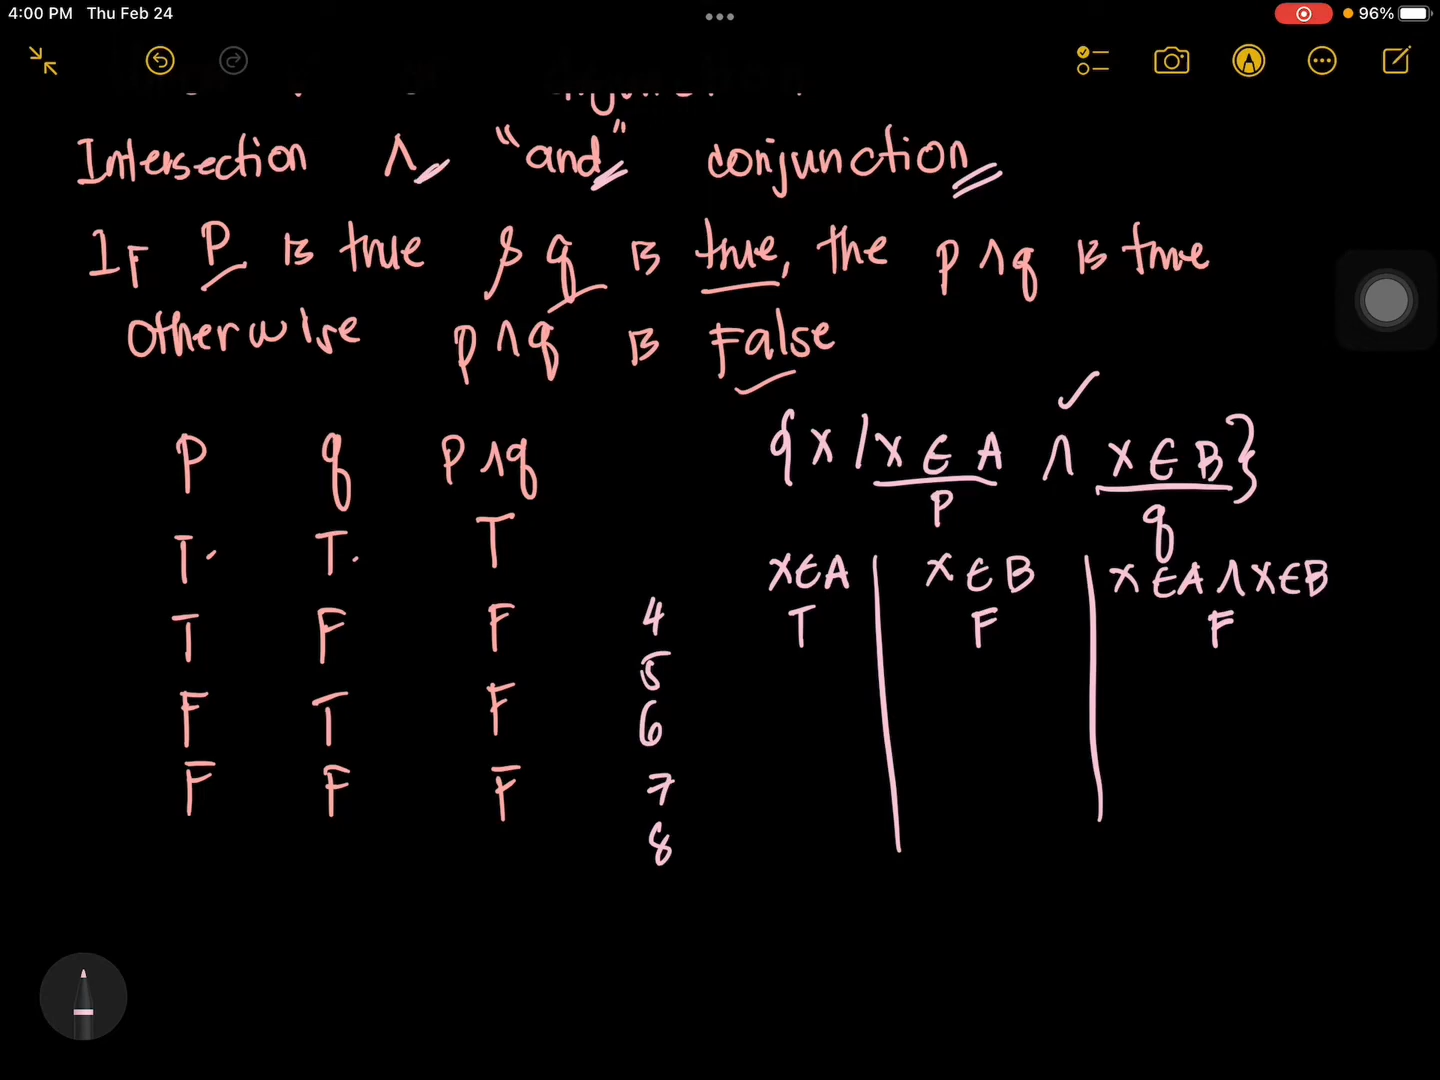 4:00 PM Thu Feb 24
96%
Intersection ∧ "and" conjunction
If P is true & q is true, the p∧q is true
otherwise p∧q is False
{x/x∈A ∧ x∈B}
P q
P q P∧q
T T T
T F F
F T F
F F F
x∈A x∈B x∈A∧x∈B
4 T F F
5
6
7
8